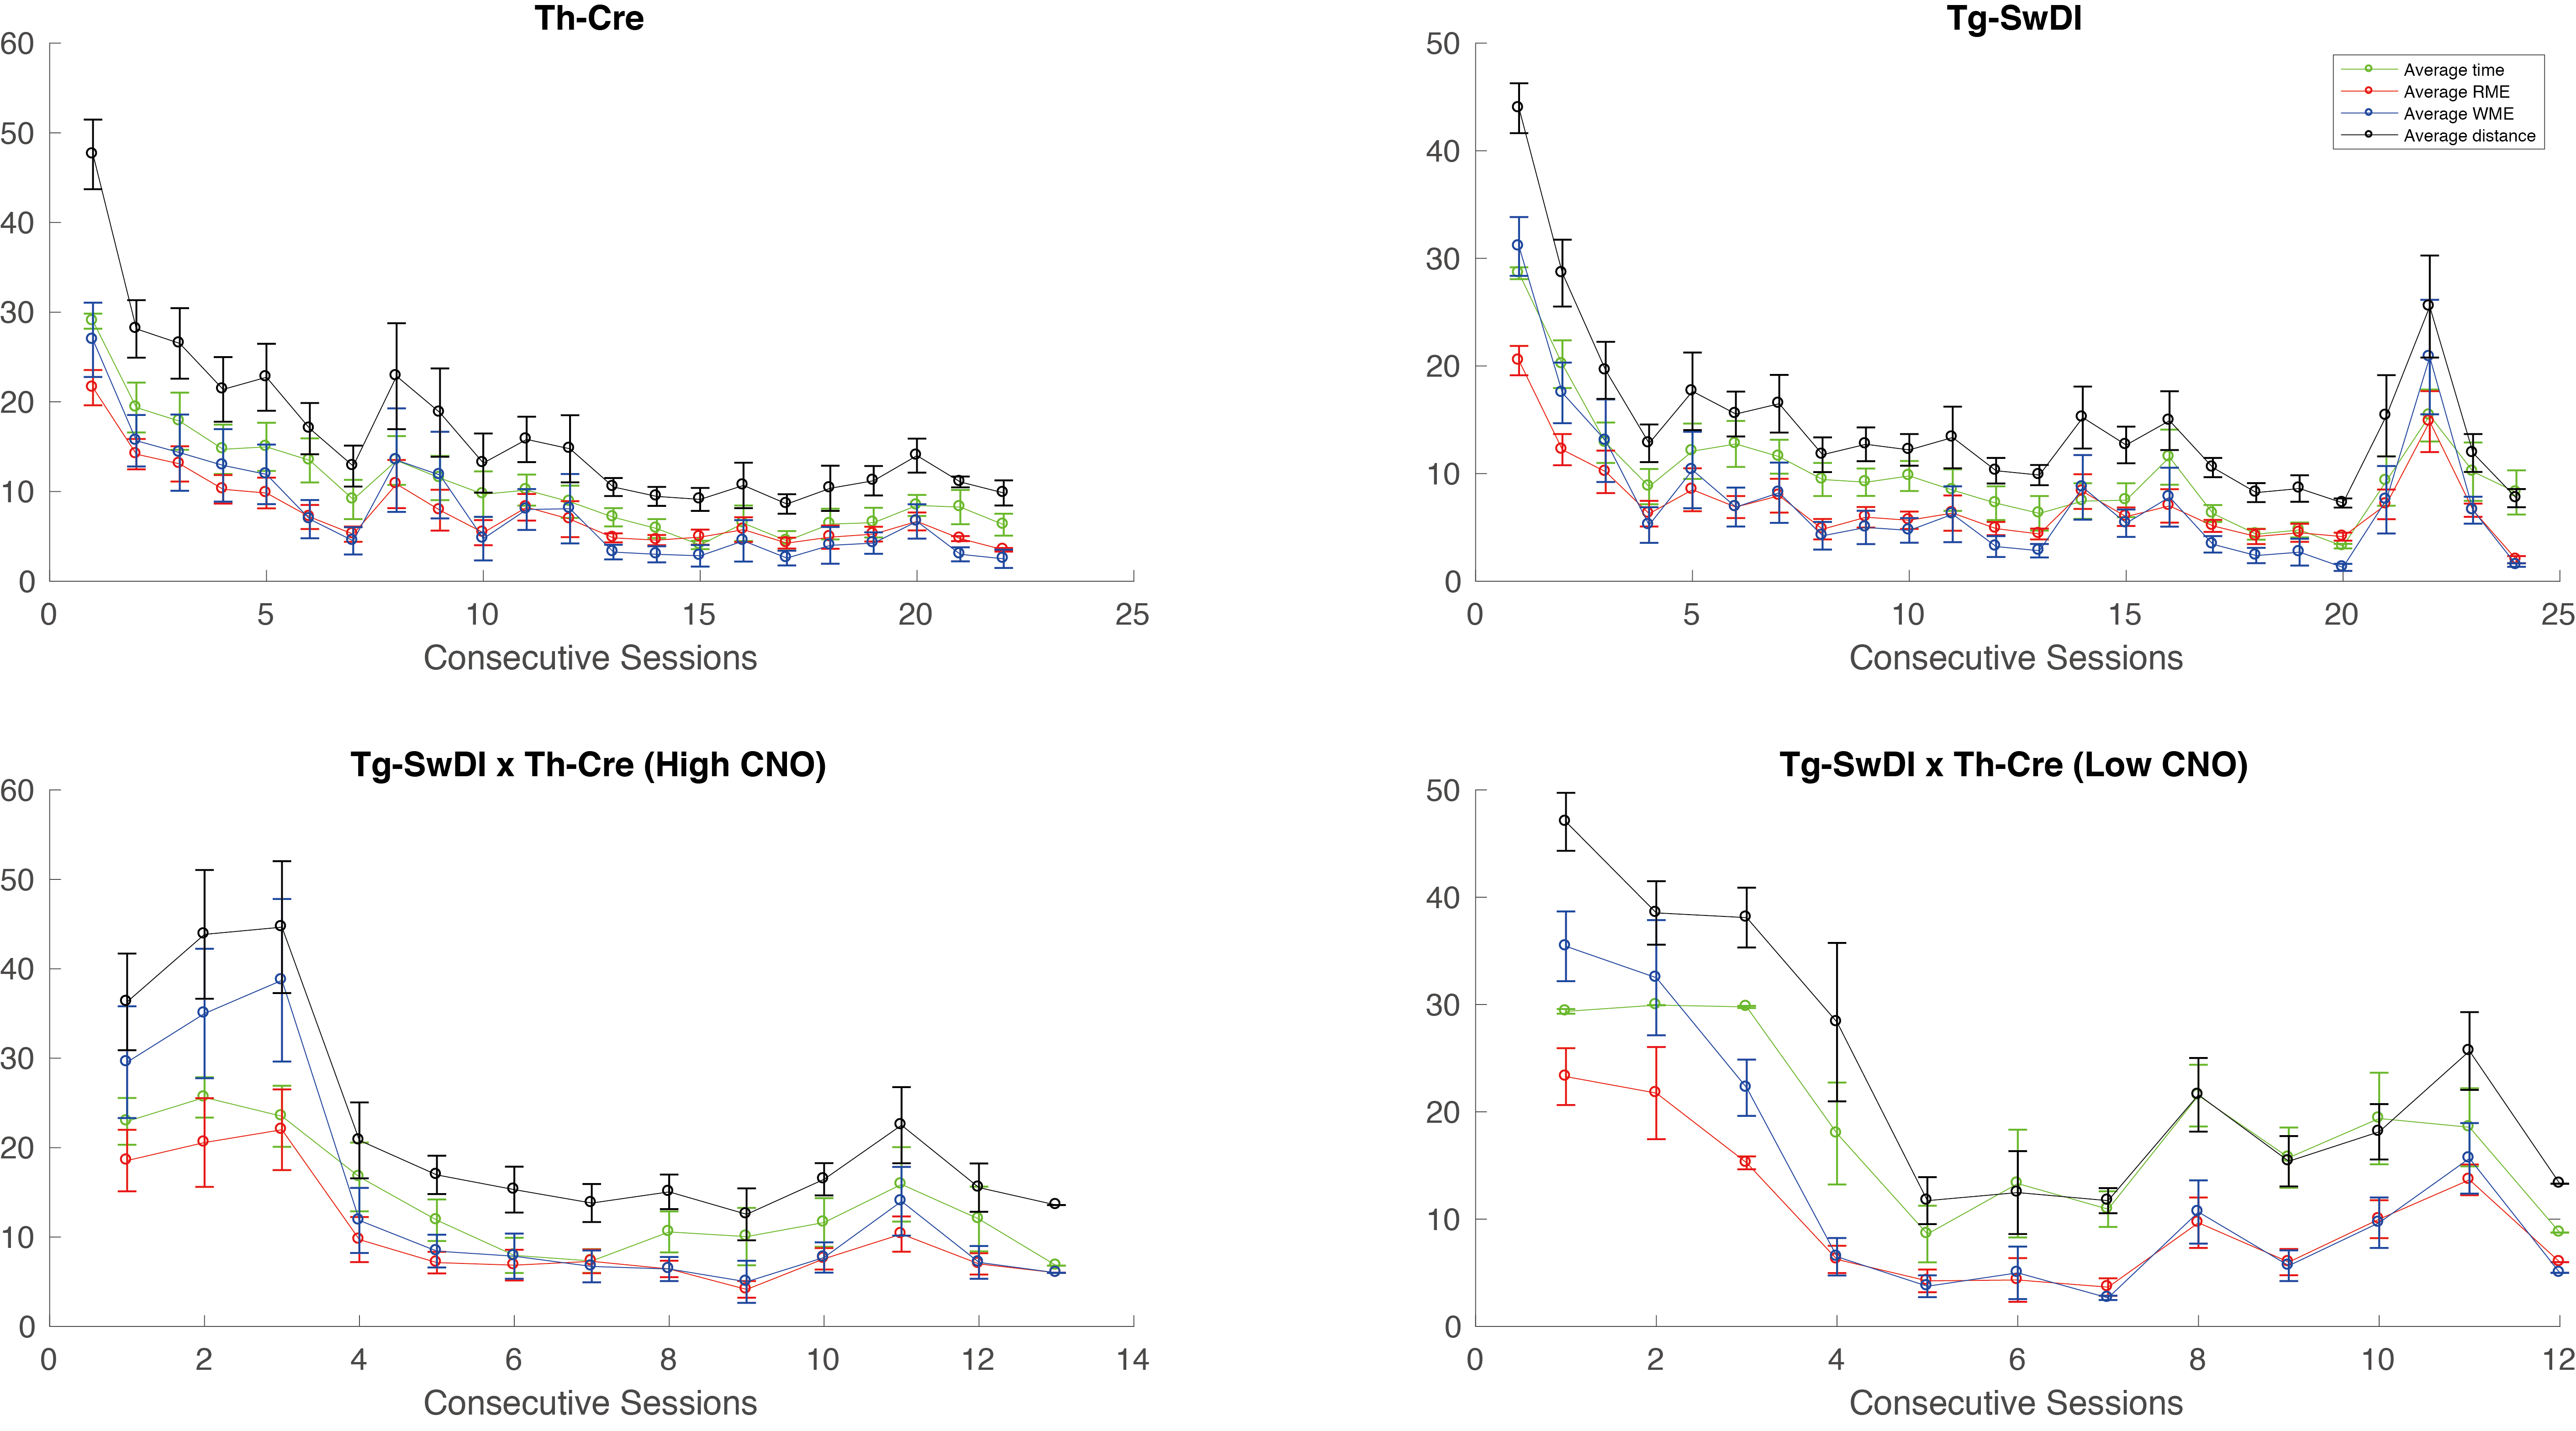 Th-Cre
60
50
40
30
20
10
0
0 5 10 15 20 25
Consecutive Sessions
Tg-SwDI
50
40
30
20
10
0
0 5 10 15 20 25
Consecutive Sessions
Average time
Average RME
Average WME
Average distance
Tg-SwDI x Th-Cre (High CNO)
60
50
40
30
20
10
0
0 2 4 6 8 10 12 14
Consecutive Sessions
Tg-SwDI x Th-Cre (Low CNO)
50
40
30
20
10
0
0 2 4 6 8 10 12
Consecutive Sessions